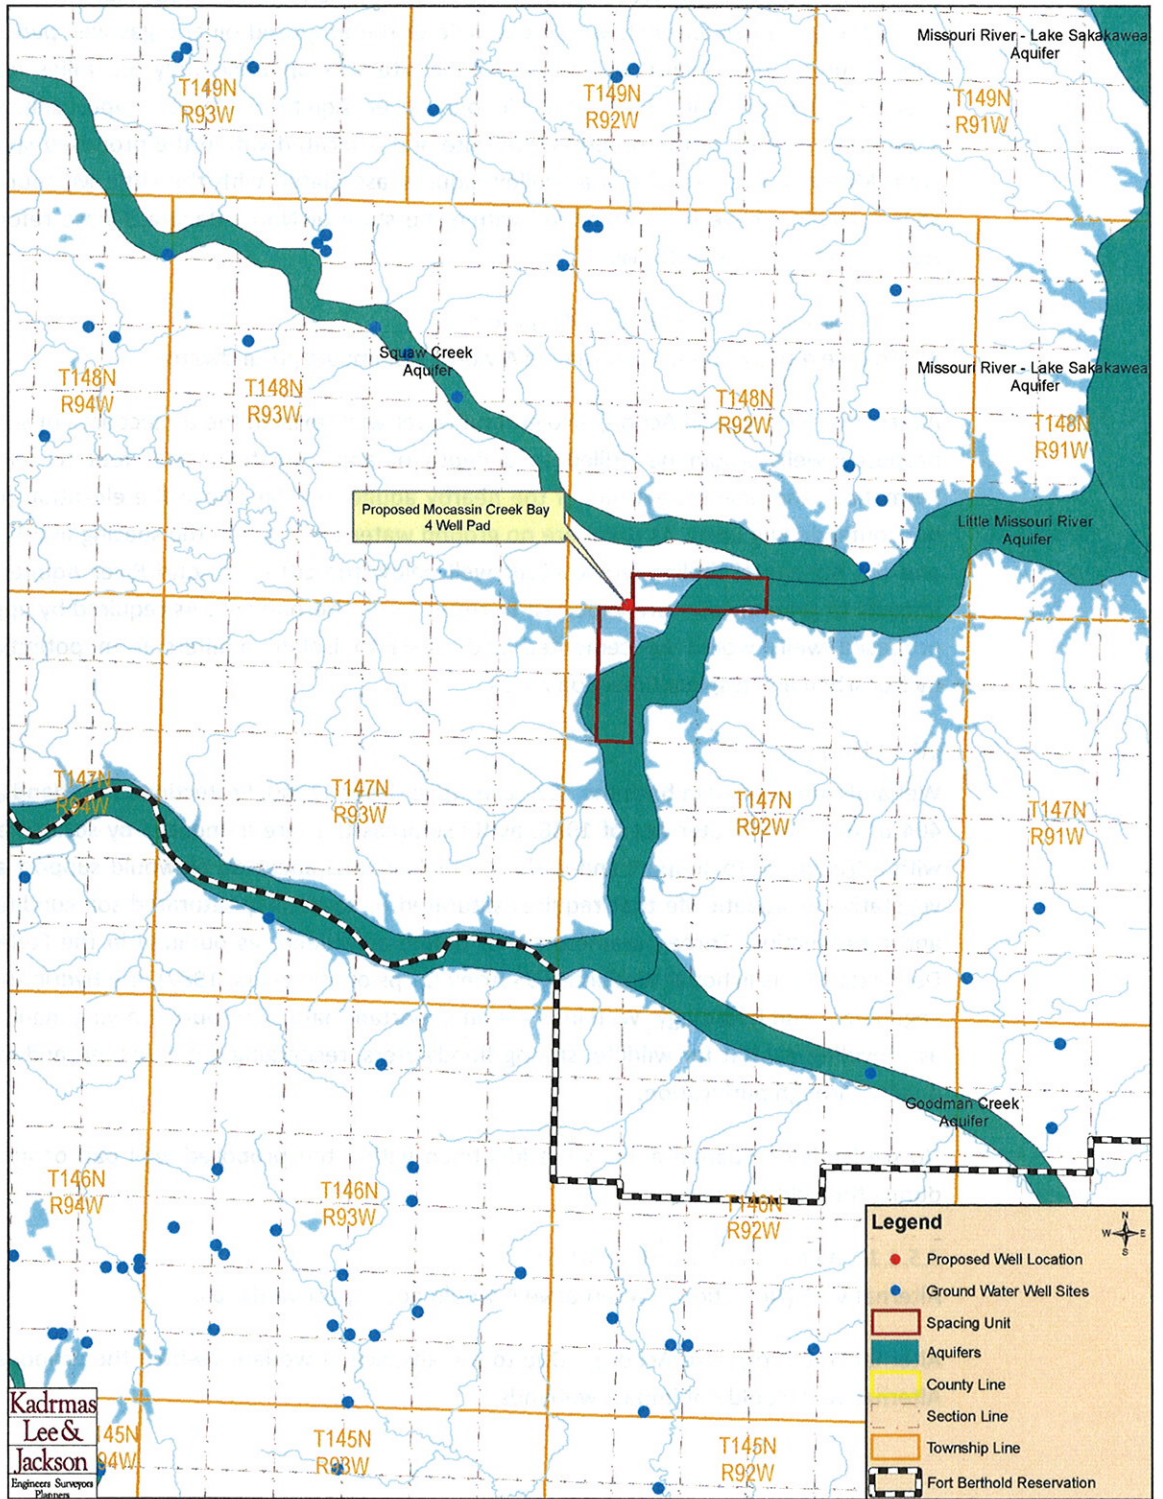 Missouri River - Lake Sakakawea
Aquifer
T149N
R93W
T149N
R92W
T149N
R91W
Squaw Creek
Aquifer
Missouri River - Lake Sakakawea
Aquifer
T148N
R94W
T148N
R93W
T148N
R92W
T148N
R91W
Proposed Mocassin Creek Bay
4 Well Pad
Little Missouri River
Aquifer
T147N
R94W
T147N
R93W
T147N
R92W
T147N
R91W
Goodman Creek
Aquifer
T146N
R94W
T146N
R93W
T146N
R92W
Legend
N
W E
S
Proposed Well Location
Ground Water Well Sites
Spacing Unit
Aquifers
County Line
Section Line
Township Line
Fort Berthold Reservation
Kadrmas
Lee &
Jackson
Engineers Surveyors
Planners
145N
94W
T145N
R93W
T145N
R92W